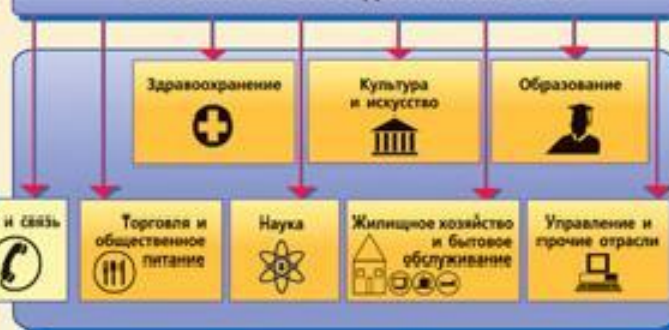 Здравоохранение
Культура
и искусство
Образование
и связь
Торговля и
общественное
питание
Наука
Жилищное хозяйство
и бытовое
обслуживание
Управление и
прочие отрасли